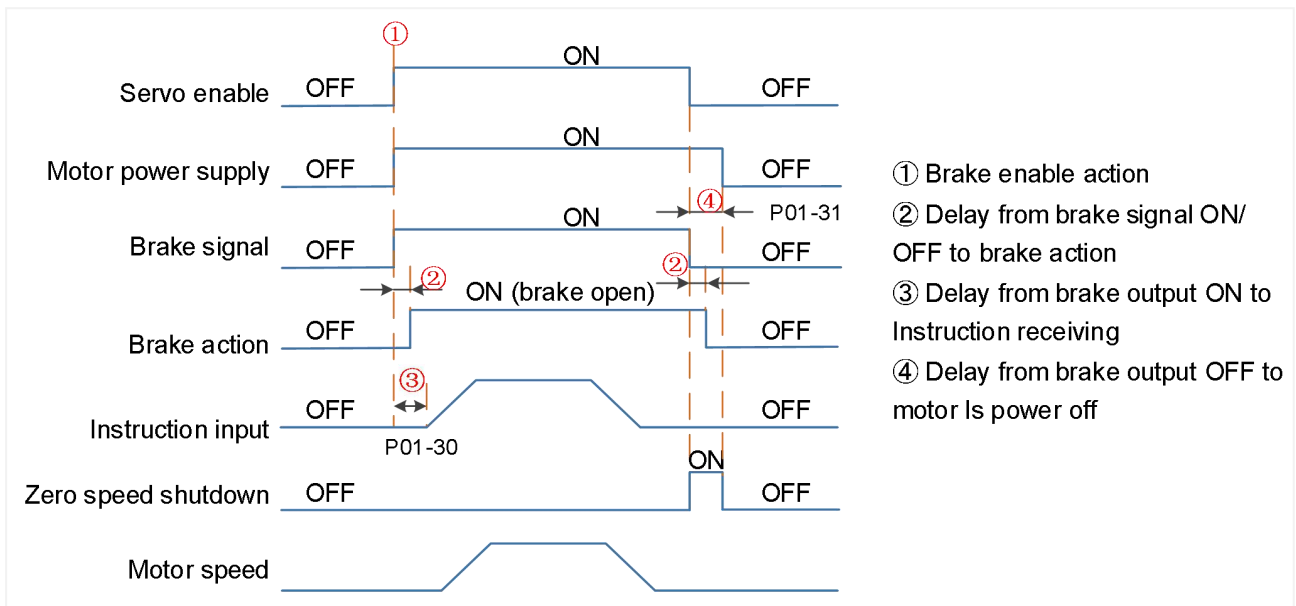 ①
ON
Servo enable OFF OFF
ON
Motor power supply OFF OFF
④ P01-31
ON
Brake signal OFF OFF
② ②
ON (brake open)
Brake action OFF OFF
③
Instruction input OFF OFF
P01-30
ON
Zero speed shutdown OFF OFF
Motor speed
① Brake enable action
② Delay from brake signal ON/
OFF to brake action
③ Delay from brake output ON to
Instruction receiving
④ Delay from brake output OFF to
motor Is power off